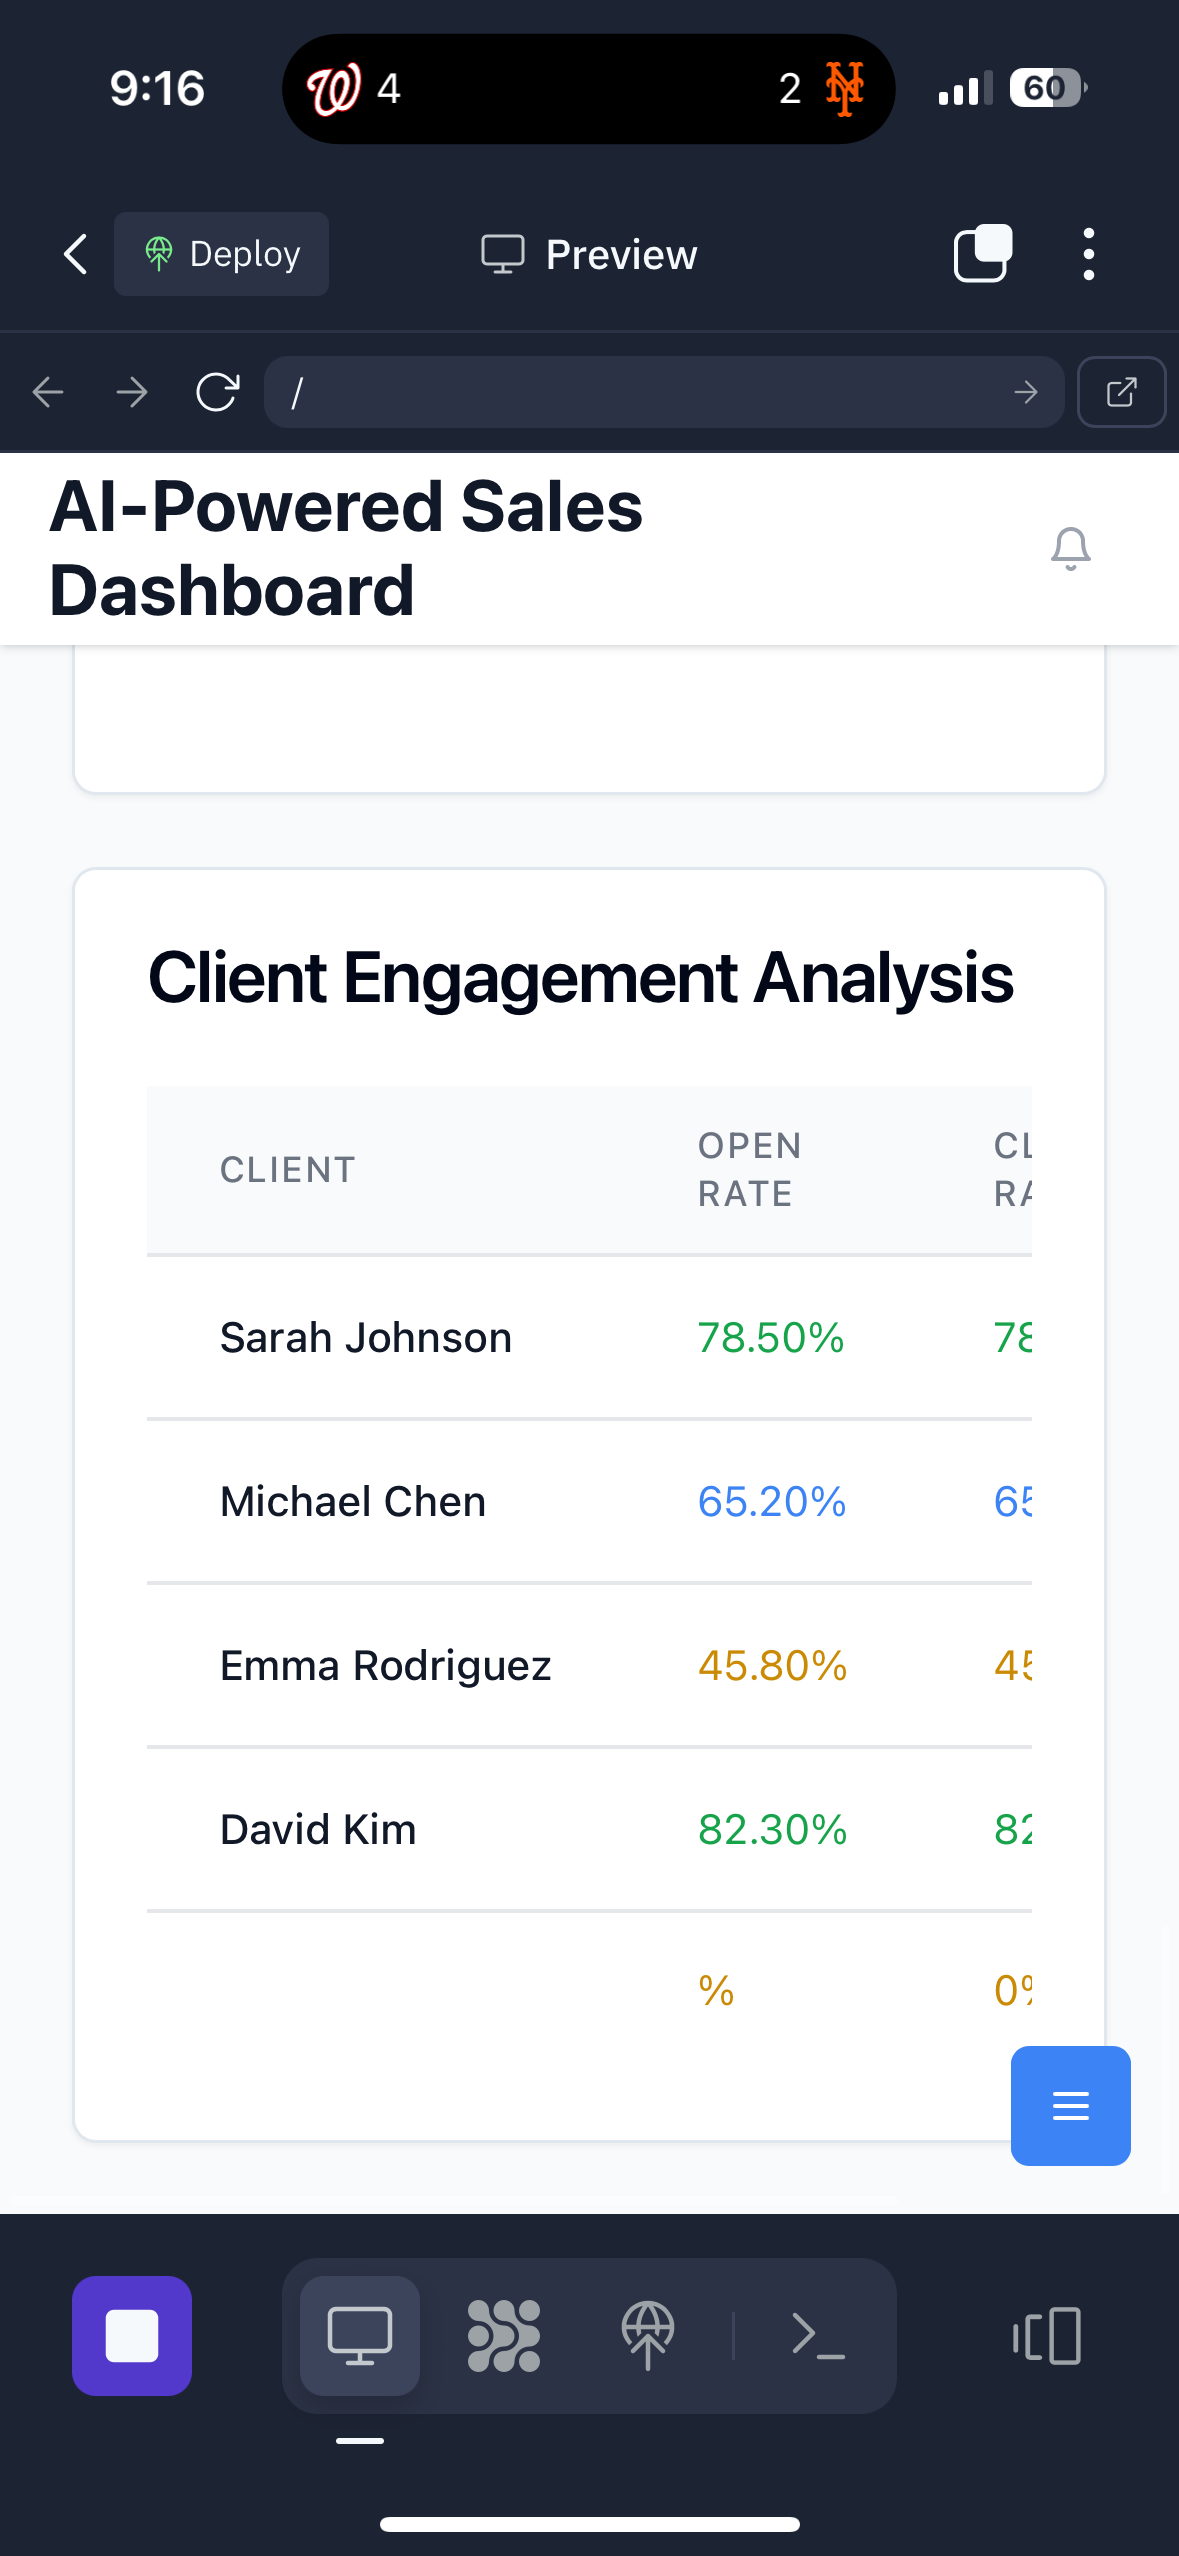 9:16
W 4
2 NY
60
Deploy
Preview
/
AI-Powered Sales
Dashboard
Client Engagement Analysis
CLIENT
OPEN
RATE
CL
RA
Sarah Johnson
78.50%
78
Michael Chen
65.20%
65
Emma Rodriguez
45.80%
45
David Kim
82.30%
82
%
0%